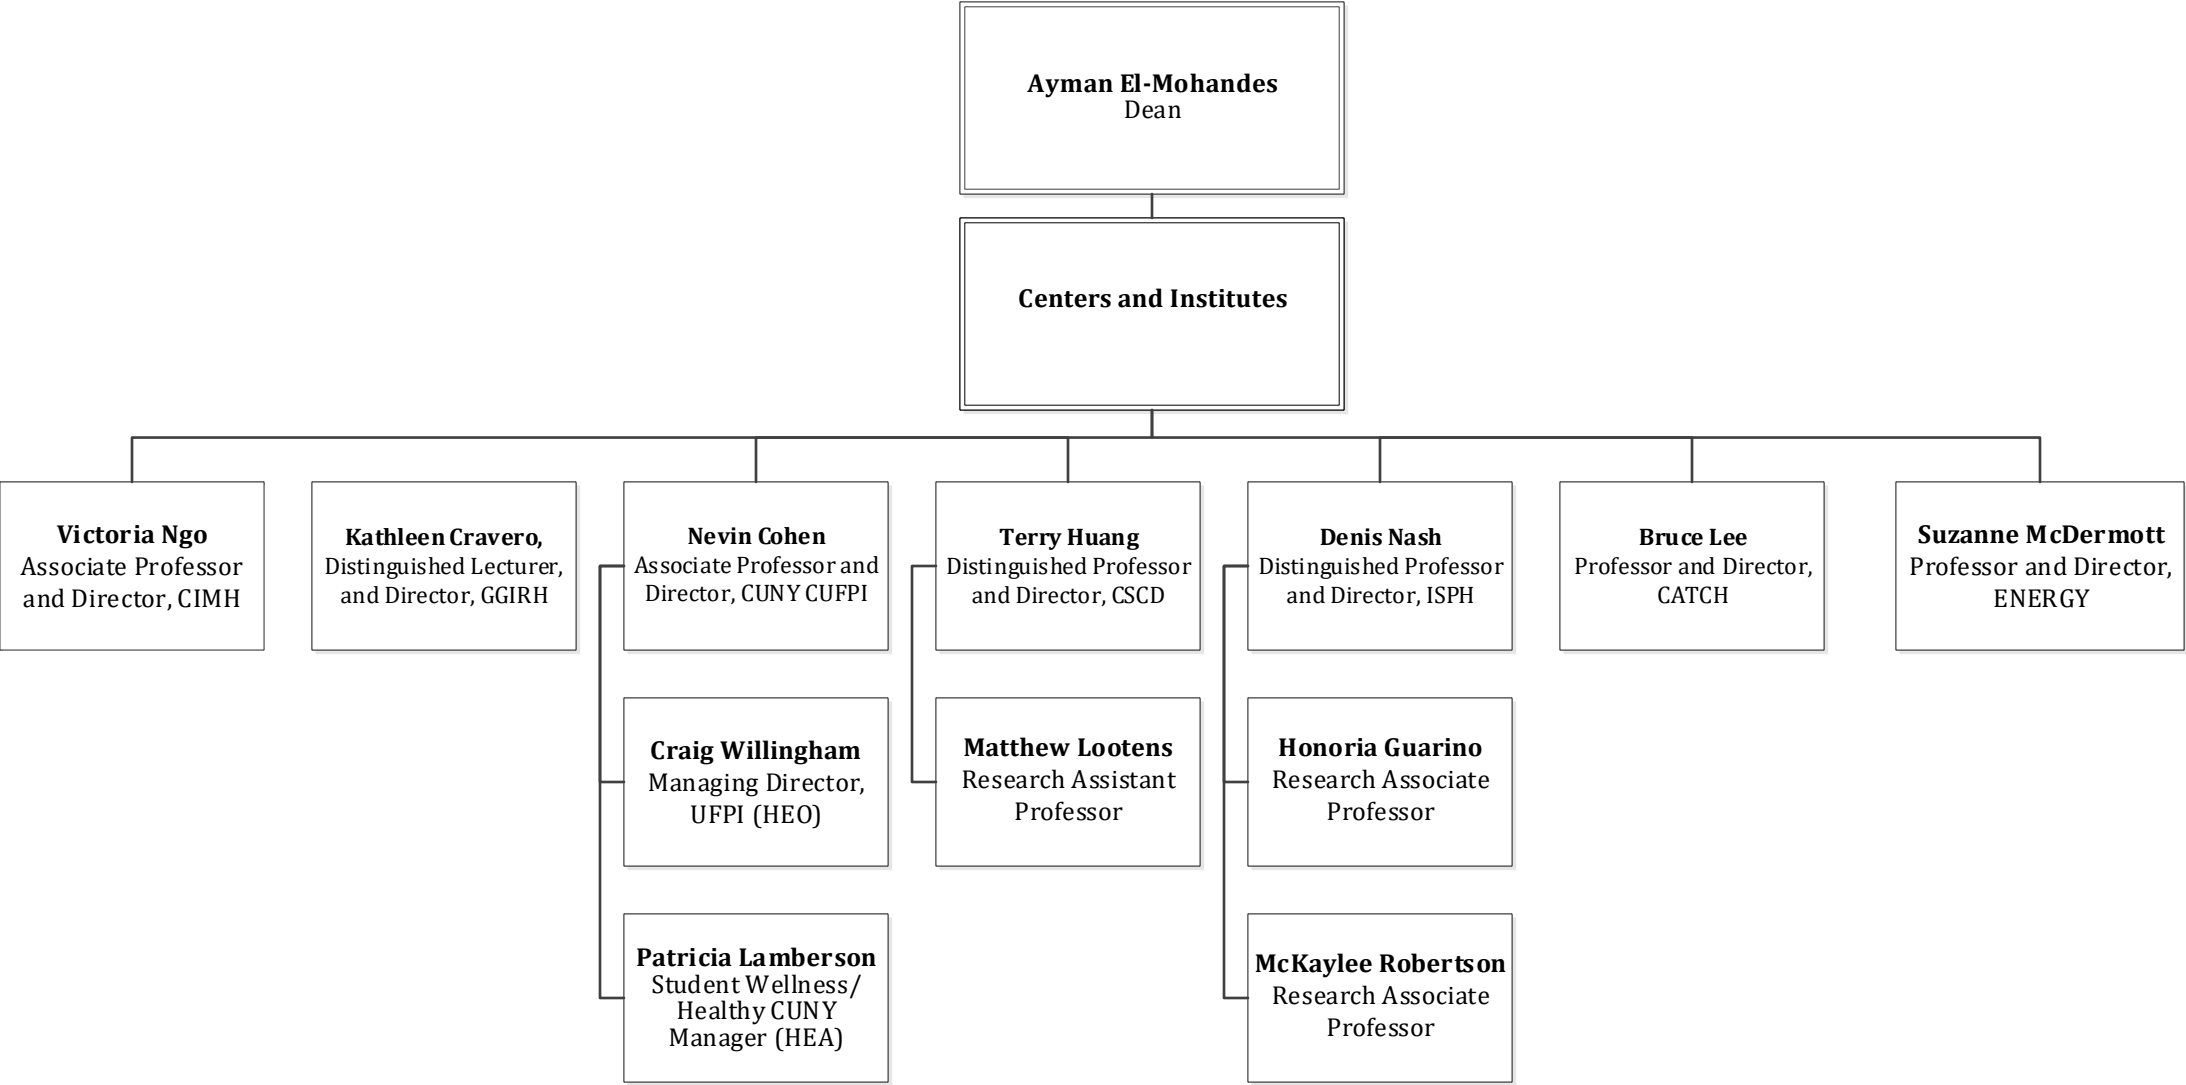 Ayman El-Mohandes
Dean
Centers and Institutes
Victoria Ngo
Associate Professor
and Director, CIMH
Kathleen Cravero,
Distinguished Lecturer,
and Director, GGIRH
Nevin Cohen
Associate Professor and
Director, CUNY CUFPI
Terry Huang
Distinguished Professor
and Director, CSCD
Denis Nash
Distinguished Professor
and Director, ISPH
Bruce Lee
Professor and Director,
CATCH
Suzanne McDermott
Professor and Director,
ENERGY
Craig Willingham
Managing Director,
UFPI (HEO)
Matthew Lootens
Research Assistant
Professor
Honoria Guarino
Research Associate
Professor
Patricia Lamberson
Student Wellness/
Healthy CUNY
Manager (HEA)
McKaylee Robertson
Research Associate
Professor